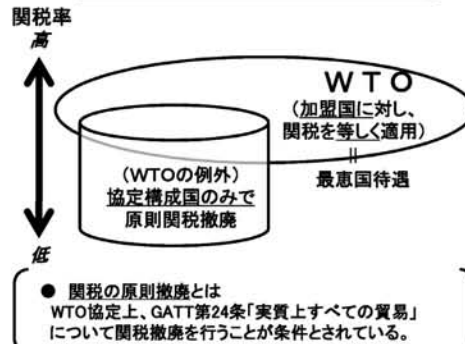 関税率
高
WTO
(加盟国に対し、
関税を等しく適用)
||
最恵国待遇
(WTOの例外)
協定構成国のみで
原則関税撤廃
低
● 関税の原則撤廃とは
WTO協定上、GATT第24条「実質上すべての貿易」
について関税撤廃を行うことが条件とされている。